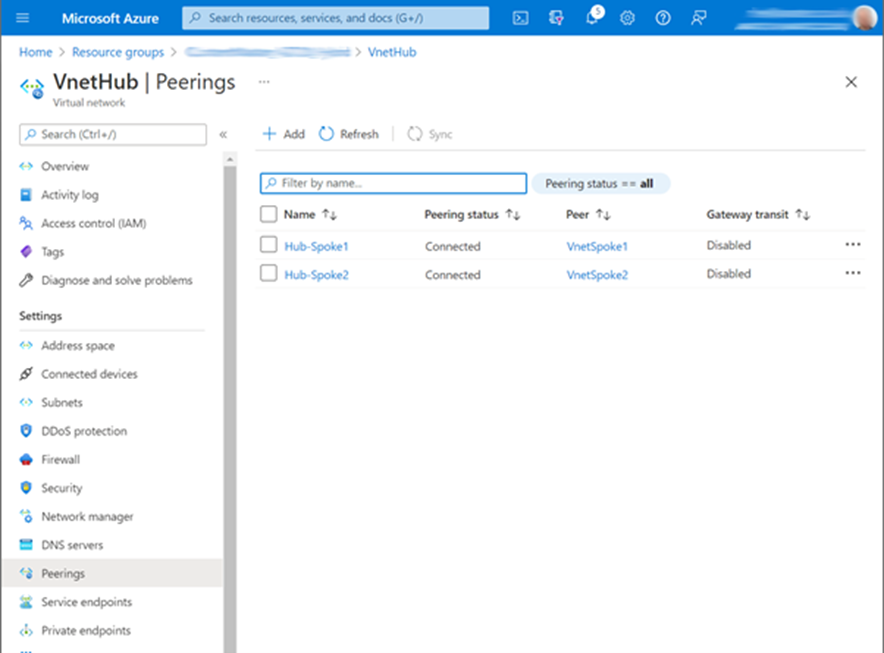 Microsoft Azure
Search resources, services, and docs (G+/)
5
Home > Resource groups > > VnetHub
VnetHub | Peerings ...
Virtual network
Search (Ctrl+/)
«
Add
Refresh
Sync
Overview
Activity log
Access control (IAM)
Tags
Diagnose and solve problems
Settings
Address space
Connected devices
Subnets
DDoS protection
Firewall
Security
Network manager
DNS servers
Peerings
Service endpoints
Private endpoints
Filter by name...
Peering status == all
Name ↑↓ Peering status ↑↓ Peer ↑↓ Gateway transit ↑↓
Hub-Spoke1 Connected VnetSpoke1 Disabled ...
Hub-Spoke2 Connected VnetSpoke2 Disabled ...